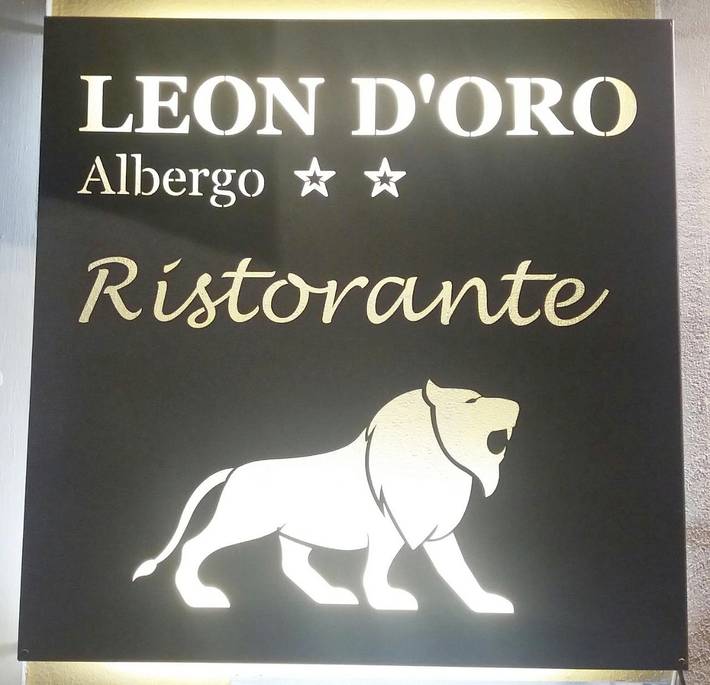 LEON D'ORO
Albergo ☆ ☆
Ristorante